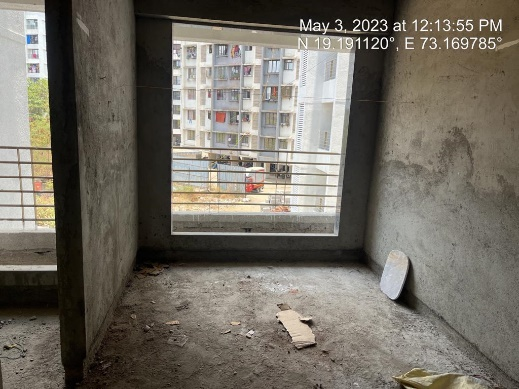 May 3, 2023 at 12:13:55 PM
N 19.191120°, E 73.169785°